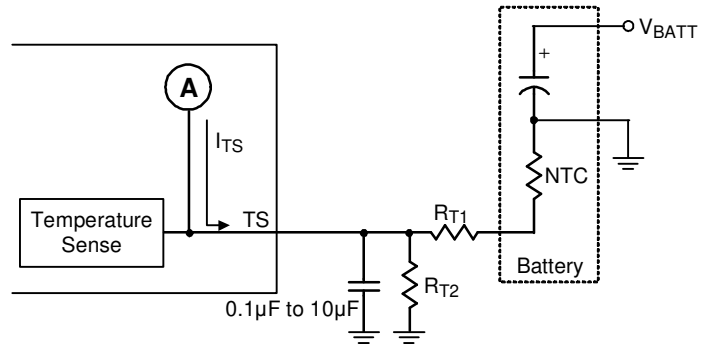 V_BATT
+
A
I_TS
NTC
R_T1
Temperature
Sense
TS
Battery
R_T2
0.1µF to 10µF